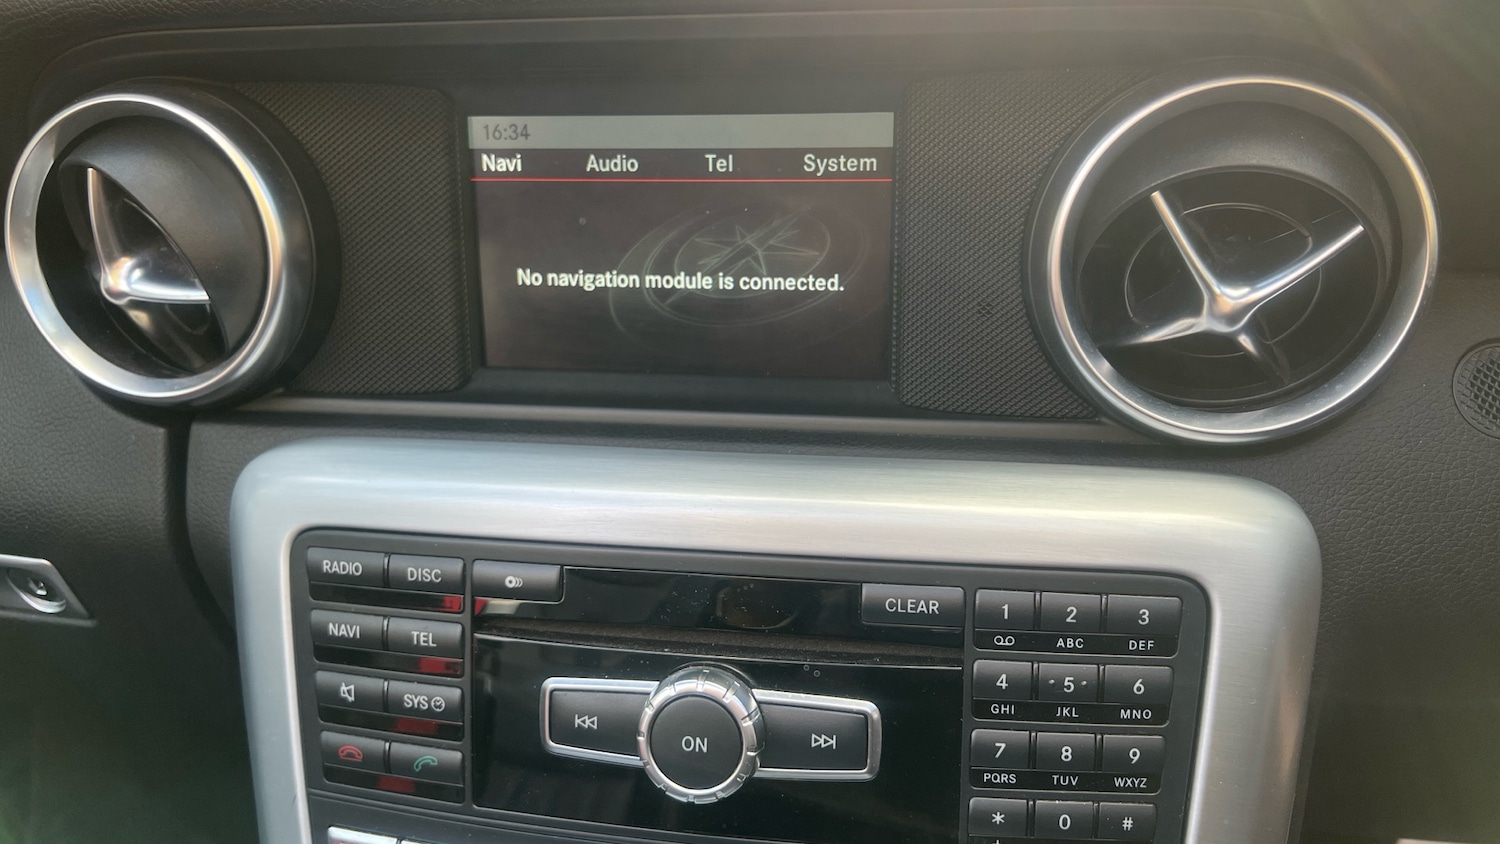 16:34
Navi Audio Tel System
No navigation module is connected.
RADIO DISC CLEAR 1 2 3
ABC DEF
NAVI TEL 4 5 6
GHI JKL MNO
SYS
ON 7 8 9
PQRS TUV WXYZ
* 0 #